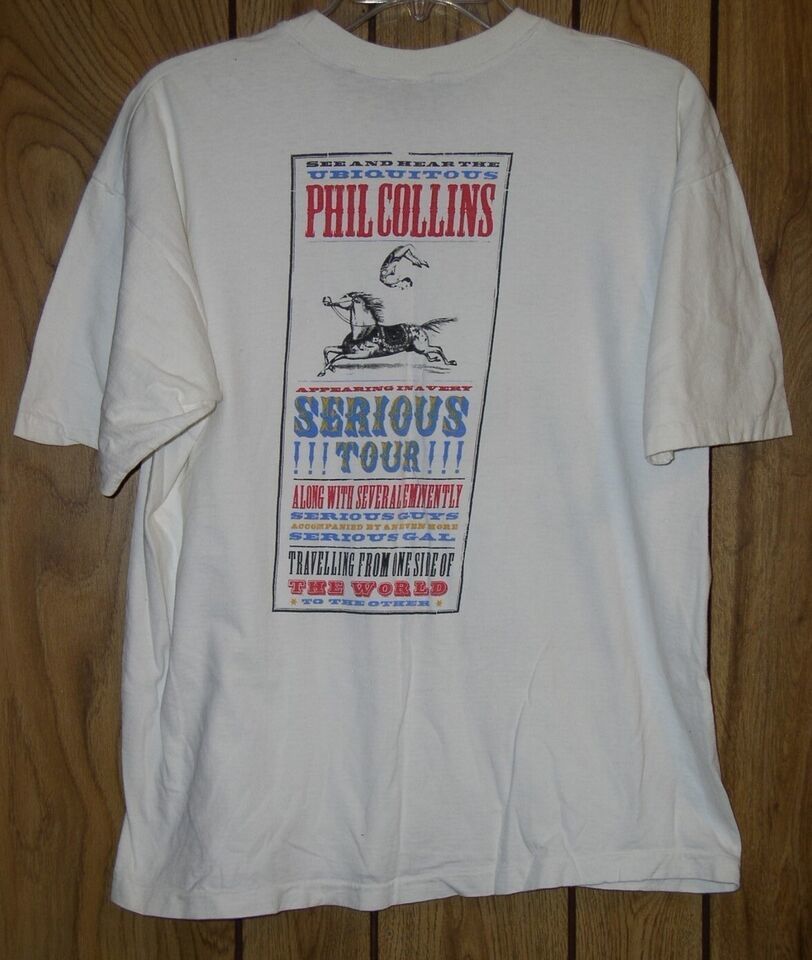 SEE AND HEAR THE
UBIQUITOUS
PHIL COLLINS
APPEARING IN A VERY
SERIOUS
!!! TOUR !!!
ALONG WITH SEVERAL EMINENTLY
SERIOUS GUYS
ACCOMPANIED BY AN EVEN MORE
SERIOUS GAL
TRAVELLING FROM ONE SIDE OF
THE WORLD
* TO THE OTHER *